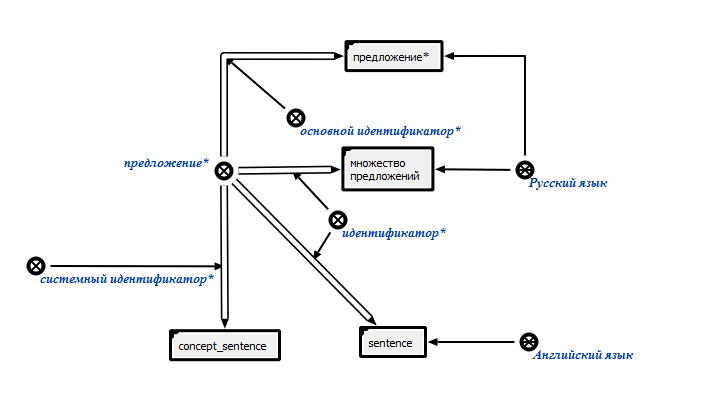 предложение*
основной идентификатор*
предложение*
множество
предложений
Русский язык
идентификатор*
системный идентификатор*
concept_sentence
sentence
Английский язык